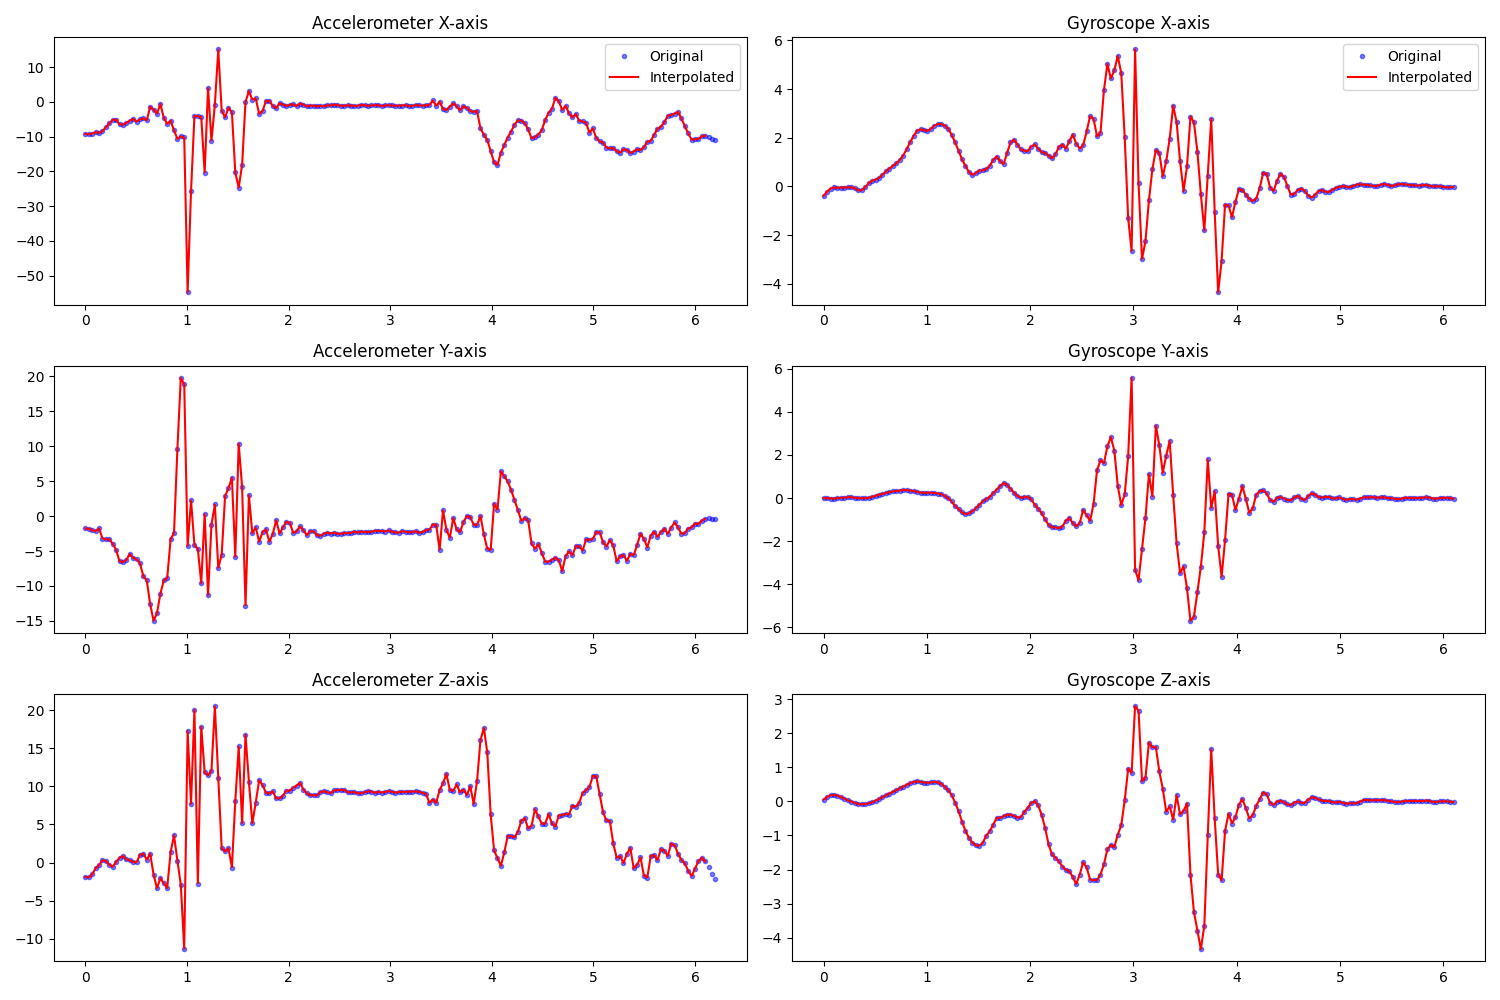 Accelerometer X-axis
Original
Interpolated
10
0
−10
−20
−30
−40
−50
0 1 2 3 4 5 6
Gyroscope X-axis
Original
Interpolated
6
4
2
0
−2
−4
0 1 2 3 4 5 6
Accelerometer Y-axis
20
15
10
5
0
−5
−10
−15
0 1 2 3 4 5 6
Gyroscope Y-axis
6
4
2
0
−2
−4
−6
0 1 2 3 4 5 6
Accelerometer Z-axis
20
15
10
5
0
−5
−10
0 1 2 3 4 5 6
Gyroscope Z-axis
3
2
1
0
−1
−2
−3
−4
0 1 2 3 4 5 6